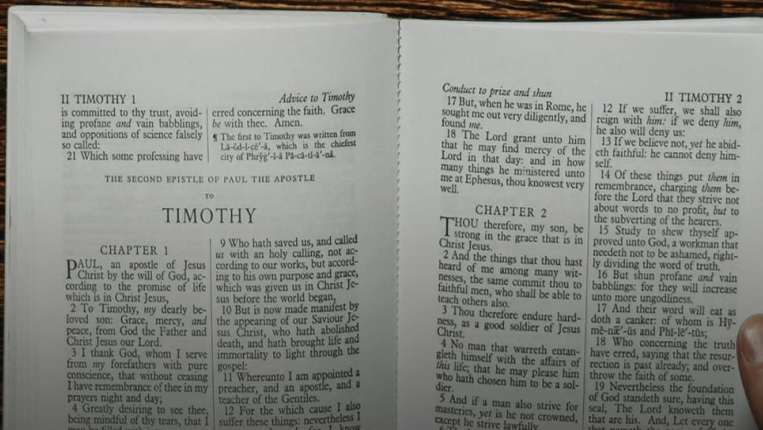 II TIMOTHY 1
Advice to Timothy
is committed to thy trust, avoid-
ing profane and vain babblings,
and oppositions of science falsely
so called:
21 Which some professing have
erred concerning the faith. Grace
be with thee. Amen.
¶ The first to Timothy was written from
Lā-ŏd-ĭ-cē′-ȧ, which is the chiefest
city of Phrўg′-ĭ-ȧ Pā-cȧ-tĭ-ā′-nȧ.
THE SECOND EPISTLE OF PAUL THE APOSTLE
TO
TIMOTHY
CHAPTER 1
PAUL, an apostle of Jesus
Christ by the will of God, ac-
cording to the promise of life
which is in Christ Jesus,
2 To Timothy, my dearly be-
loved son: Grace, mercy, and
peace, from God the Father and
Christ Jesus our Lord.
3 I thank God, whom I serve
from my forefathers with pure
conscience, that without ceasing
I have remembrance of thee in my
prayers night and day;
4 Greatly desiring to see thee,
being mindful of thy tears, that I
9 Who hath saved us, and called
us with an holy calling, not ac-
cording to our works, but accord-
ing to his own purpose and grace,
which was given us in Christ Je-
sus before the world began,
10 But is now made manifest by
the appearing of our Saviour Je-
sus Christ, who hath abolished
death, and hath brought life and
immortality to light through the
gospel:
11 Whereunto I am appointed a
preacher, and an apostle, and a
teacher of the Gentiles.
12 For the which cause I also
suffer these things: nevertheless I
Conduct to prize and shun
II TIMOTHY 2
17 But, when he was in Rome, he
sought me out very diligently, and
found me.
18 The Lord grant unto him
that he may find mercy of the
Lord in that day: and in how
many things he ministered unto
me at Ephesus, thou knowest very
well.
CHAPTER 2
THOU therefore, my son, be
strong in the grace that is in
Christ Jesus.
2 And the things that thou hast
heard of me among many wit-
nesses, the same commit thou to
faithful men, who shall be able to
teach others also.
3 Thou therefore endure hard-
ness, as a good soldier of Jesus
Christ.
4 No man that warreth entan-
gleth himself with the affairs of
this life; that he may please him
who hath chosen him to be a sol-
dier.
5 And if a man also strive for
masteries, yet is he not crowned,
except he strive lawfully.
12 If we suffer, we shall also
reign with him: if we deny him,
he also will deny us:
13 If we believe not, yet he abid-
eth faithful: he cannot deny him-
self.
14 Of these things put them in
remembrance, charging them be-
fore the Lord that they strive not
about words to no profit, but to
the subverting of the hearers.
15 Study to shew thyself ap-
proved unto God, a workman that
needeth not to be ashamed, right-
ly dividing the word of truth.
16 But shun profane and vain
babblings: for they will increase
unto more ungodliness.
17 And their word will eat as
doth a canker: of whom is Hȳ-
mē-næ′-ŭs and Phī-lē′-tŭs;
18 Who concerning the truth
have erred, saying that the resur-
rection is past already; and over-
throw the faith of some.
19 Nevertheless the foundation
of God standeth sure, having this
seal, The Lord knoweth them
that are his. And, Let every one